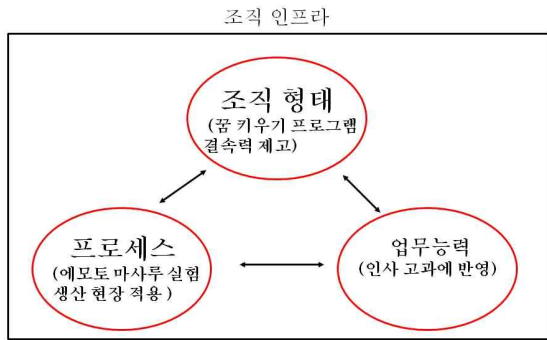 조직 인프라
조직 형태
(꿈 키우기 프로그램
결속력 제고)
프로세스
(에모토 마사루 실험
생산 현장 적용 )
업무능력
(인사 고과에 반영)